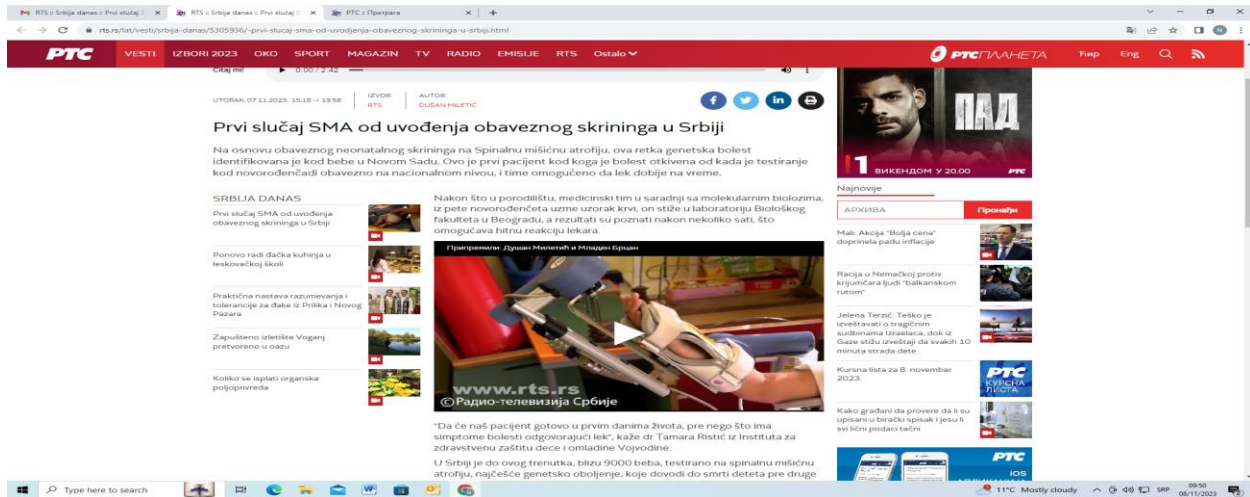 RTS :: Srbija danas :: Prvi slučaj
RTS :: Srbija danas :: Prvi slučaj
РТС :: Претрага
rts.rs/lat/vesti/srbija-danas/5305936/-prvi-slucaj-sma-od-uvodjenja-obaveznog-skrininga-u-srbiji.html
РТС VESTI IZBORI 2023 OKO SPORT MAGAZIN TV RADIO EMISIJE RTS Ostalo РТСПЛАНЕТА Ћир Eng
Čitaj mi!
0:00 / 2:42
UTORAK, 07.11.2023, 15:18 -> 19:58
IZVOR:
RTS
AUTOR:
DUŠAN MILETIĆ
Prvi slučaj SMA od uvođenja obaveznog skrininga u Srbiji
Na osnovu obaveznog neonatalnog skrininga na Spinalnu mišićnu atrofiju, ova retka genetska bolest
identifikovana je kod bebe u Novom Sadu. Ovo je prvi pacijent kod koga je bolest otkrivena od kada je testiranje
kod novorođenčadi obavezno na nacionalnom nivou, i time omogućeno da lek dobije na vreme.
SRBIJA DANAS
Prvi slučaj SMA od uvođenja
obaveznog skrininga u Srbiji
Ponovo radi đačka kuhinja u
leskovačkoj školi
Praktična nastava razumevanja i
tolerancije za đake iz Prilika i Novog
Pazara
Zapušteno izletište Voganj
pretvoreno u oazu
Koliko se isplati organska
poljoprivreda
Nakon što u porodilištu, medicinski tim u saradnji sa molekularnim biolozima,
iz pete novorođenčeta uzme uzorak krvi, on stiže u laboratoriju Biološkog
fakulteta u Beogradu, a rezultati su poznati nakon nekoliko sati, što
omogućava hitnu reakciju lekara.
Припремили: Душан Милетић и Младен Брцан
www.rts.rs
©Радио-телевизија Србије
"Da će naš pacijent gotovo u prvim danima života, pre nego što ima
simptome bolesti odgovorajući lek", kaže dr Tamara Ristić iz Instituta za
zdravstvenu zaštitu dece i omladine Vojvodine.
U Srbiji je do ovog trenutka, blizu 9000 beba, testirano na spinalnu mišićnu
atrofiju, najčešće genetsko oboljenje, koje dovodi do smrti deteta pre druge
ПАД
1
ВИКЕНДОМ У 20.00
РТС
Najnovije
АРХИВА
Пронађи
Mali: Akcija "Bolja cena"
doprinela padu inflacije
Racija u Nemačkoj protiv
krijumčara ljudi "balkanskom
rutom"
Jelena Terzić: Teško je
izveštavati o tragičnim
sudbinama Izraelaca, dok iz
Gaze stižu izveštaji da svakih 10
minuta strada dete
Kursna lista za 8. novembar
2023.
РТС
КУРСНА
ЛИСТА
Kako građani da provere da li su
upisani u birački spisak i jesu li
svi lični podaci tačni
РТС
iOS
Type here to search
11°C Mostly cloudy
SRP
09:50
08/11/2023